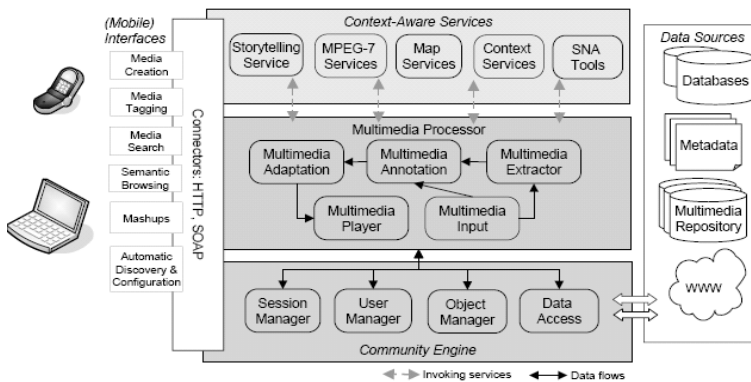 (Mobile)
Interfaces
Media
Creation
Media
Tagging
Media
Search
Semantic
Browsing
Mashups
Automatic
Discovery &
Configuration
Connectors: HTTP, SOAP
Context-Aware Services
Storytelling
Service
MPEG-7
Services
Map
Services
Context
Services
SNA
Tools
Multimedia Processor
Multimedia
Adaptation
Multimedia
Annotation
Multimedia
Extractor
Multimedia
Player
Multimedia
Input
Session
Manager
User
Manager
Object
Manager
Data
Access
Community Engine
Data Sources
Databases
Metadata
Multimedia
Repository
WWW
Invoking services
Data flows